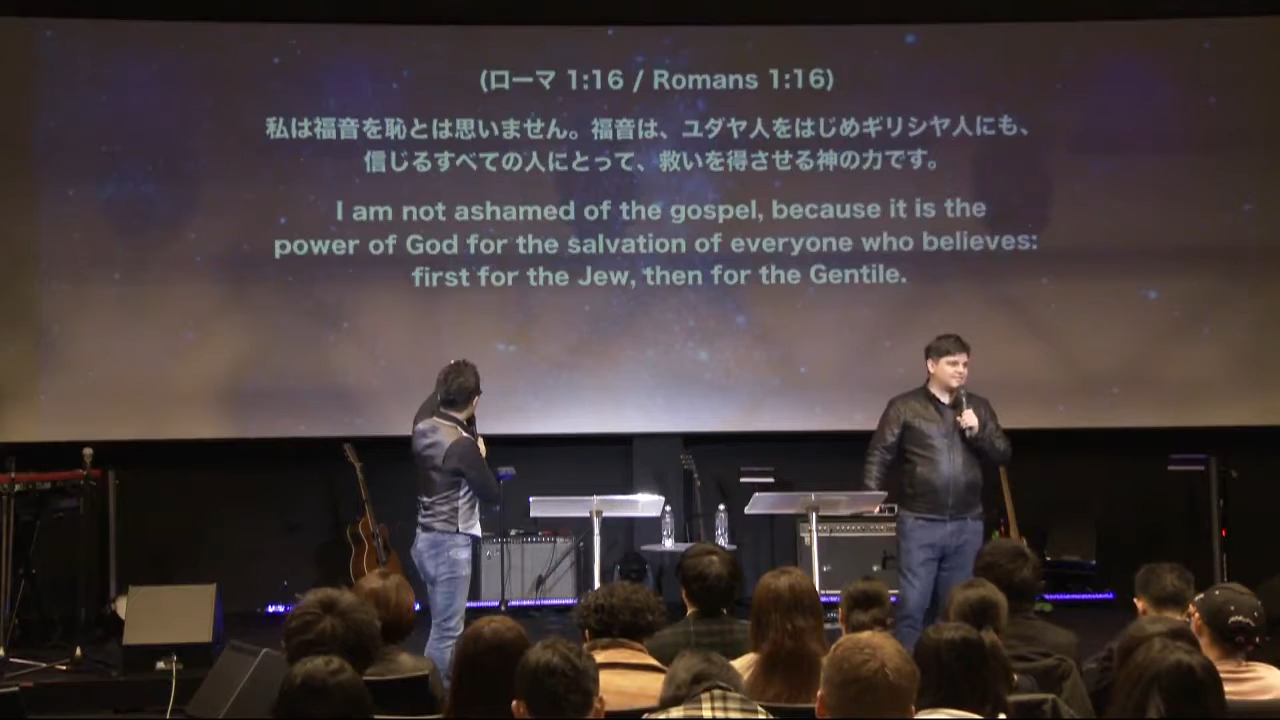 (ローマ 1:16 / Romans 1:16)
私は福音を恥とは思いません。福音は、ユダヤ人をはじめギリシヤ人にも、
信じるすべての人にとって、救いを得させる神の力です。
I am not ashamed of the gospel, because it is the
power of God for the salvation of everyone who believes:
first for the Jew, then for the Gentile.